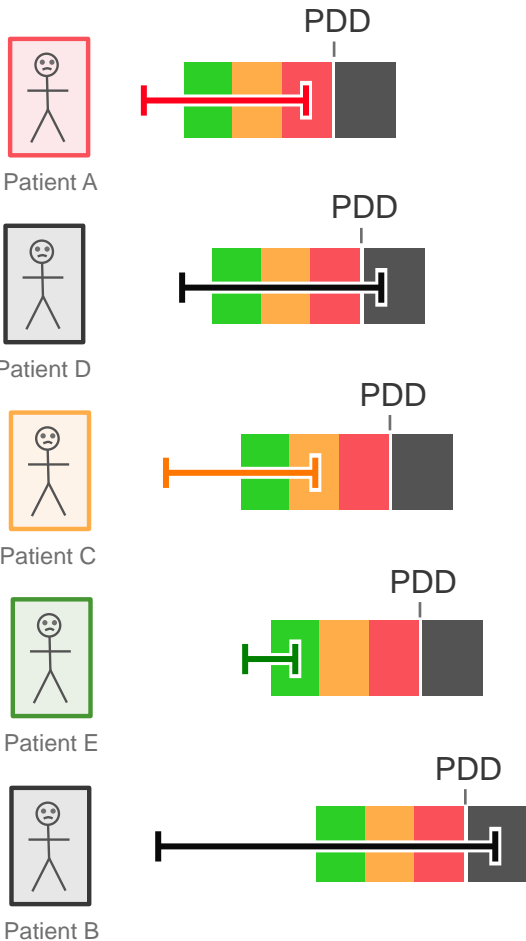 PDD
Patient A
PDD
Patient D
PDD
Patient C
PDD
Patient E
PDD
Patient B